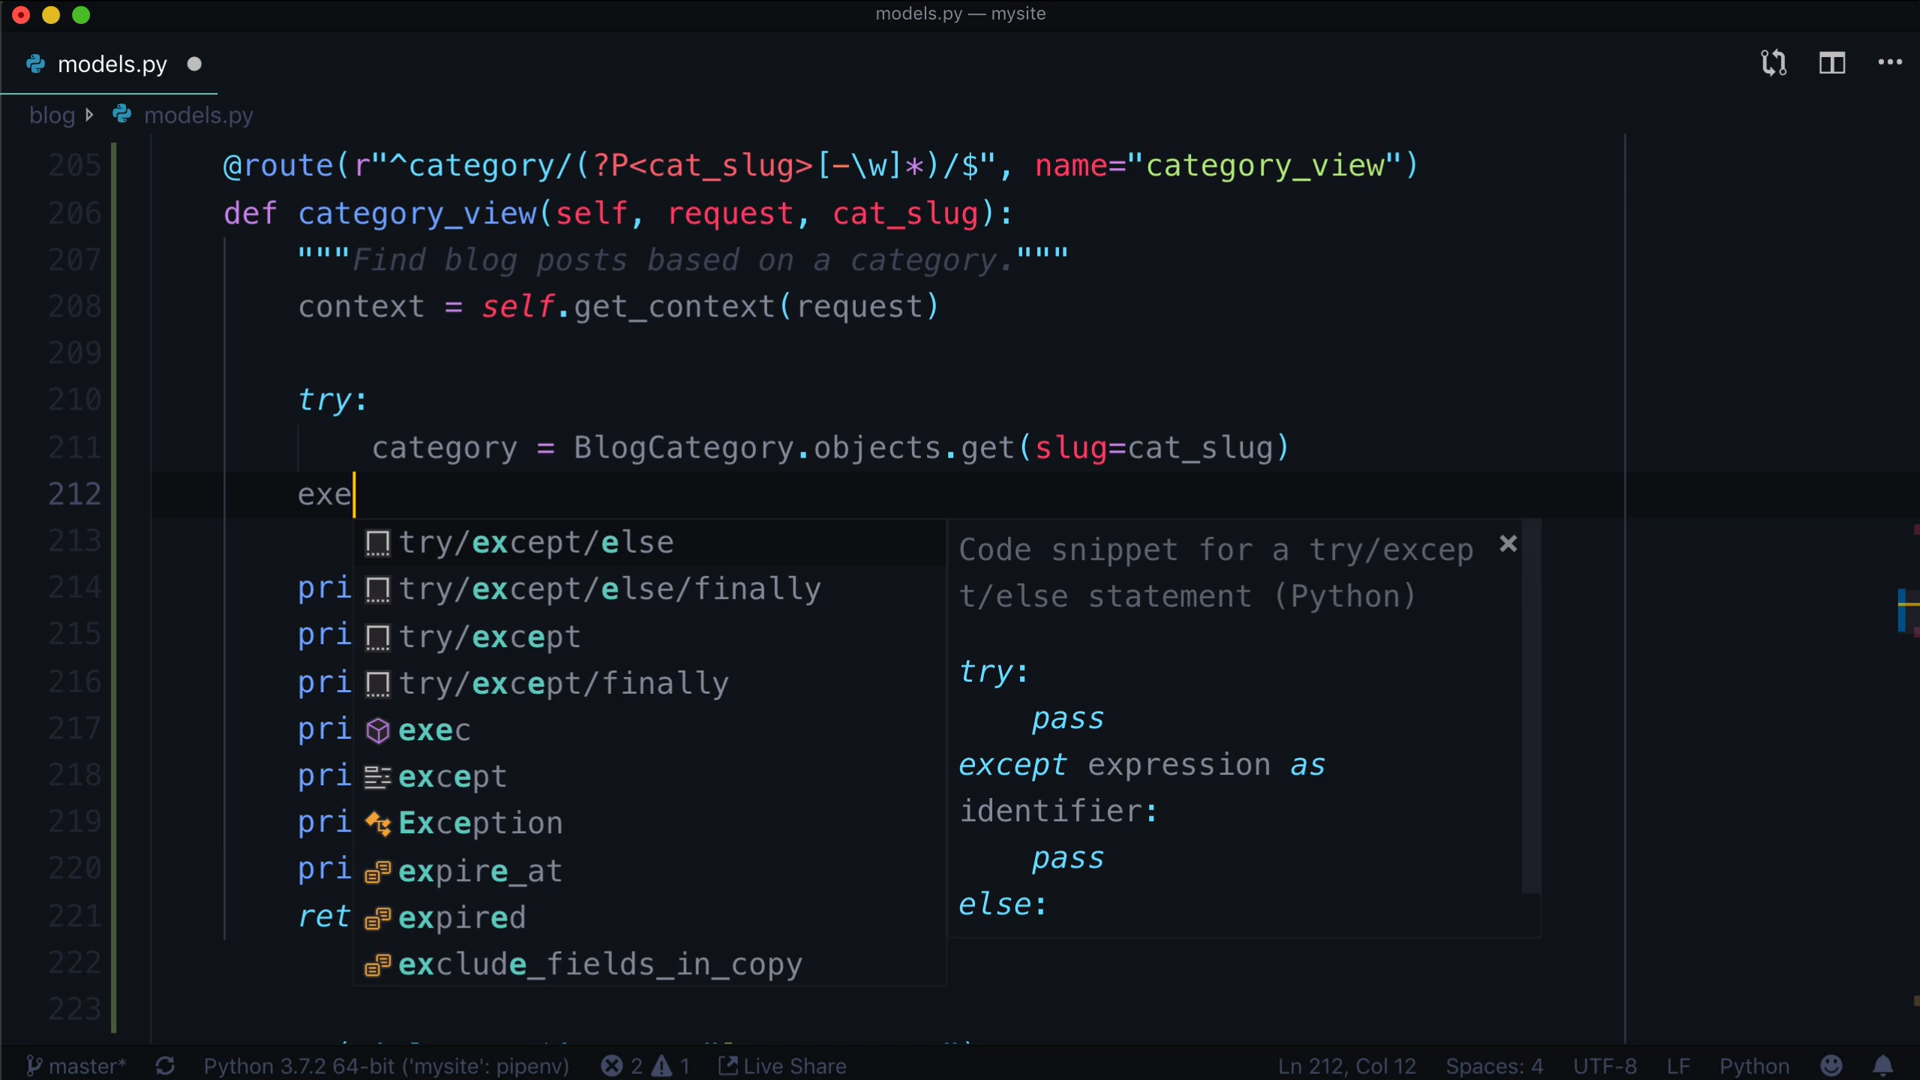 models.py — mysite
models.py
blog models.py
205 @route(r"^category/(?P<cat_slug>[-\w]*)/$", name="category_view")
206 def category_view(self, request, cat_slug):
207 """Find blog posts based on a category."""
208 context = self.get_context(request)
209
210 try:
211 category = BlogCategory.objects.get(slug=cat_slug)
212 exe
213 try/except/else
214 pri try/except/else/finally
215 pri try/except
216 pri try/except/finally
217 pri exec
218 pri except
219 pri Exception
220 pri expire_at
221 ret expired
222 exclude_fields_in_copy
223
Code snippet for a try/excep
t/else statement (Python)
try:
pass
except expression as
identifier:
pass
else:
master* Python 3.7.2 64-bit ('mysite': pipenv) 2 1 Live Share Ln 212, Col 12 Spaces: 4 UTF-8 LF Python